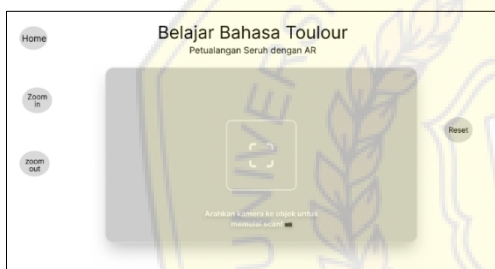 Home
Belajar Bahasa Toulour
Petualangan Seruh dengan AR
Zoom
in
Reset
zoom
out
Arahkan kamera ke objek untuk
memulai scan!
UNIVER